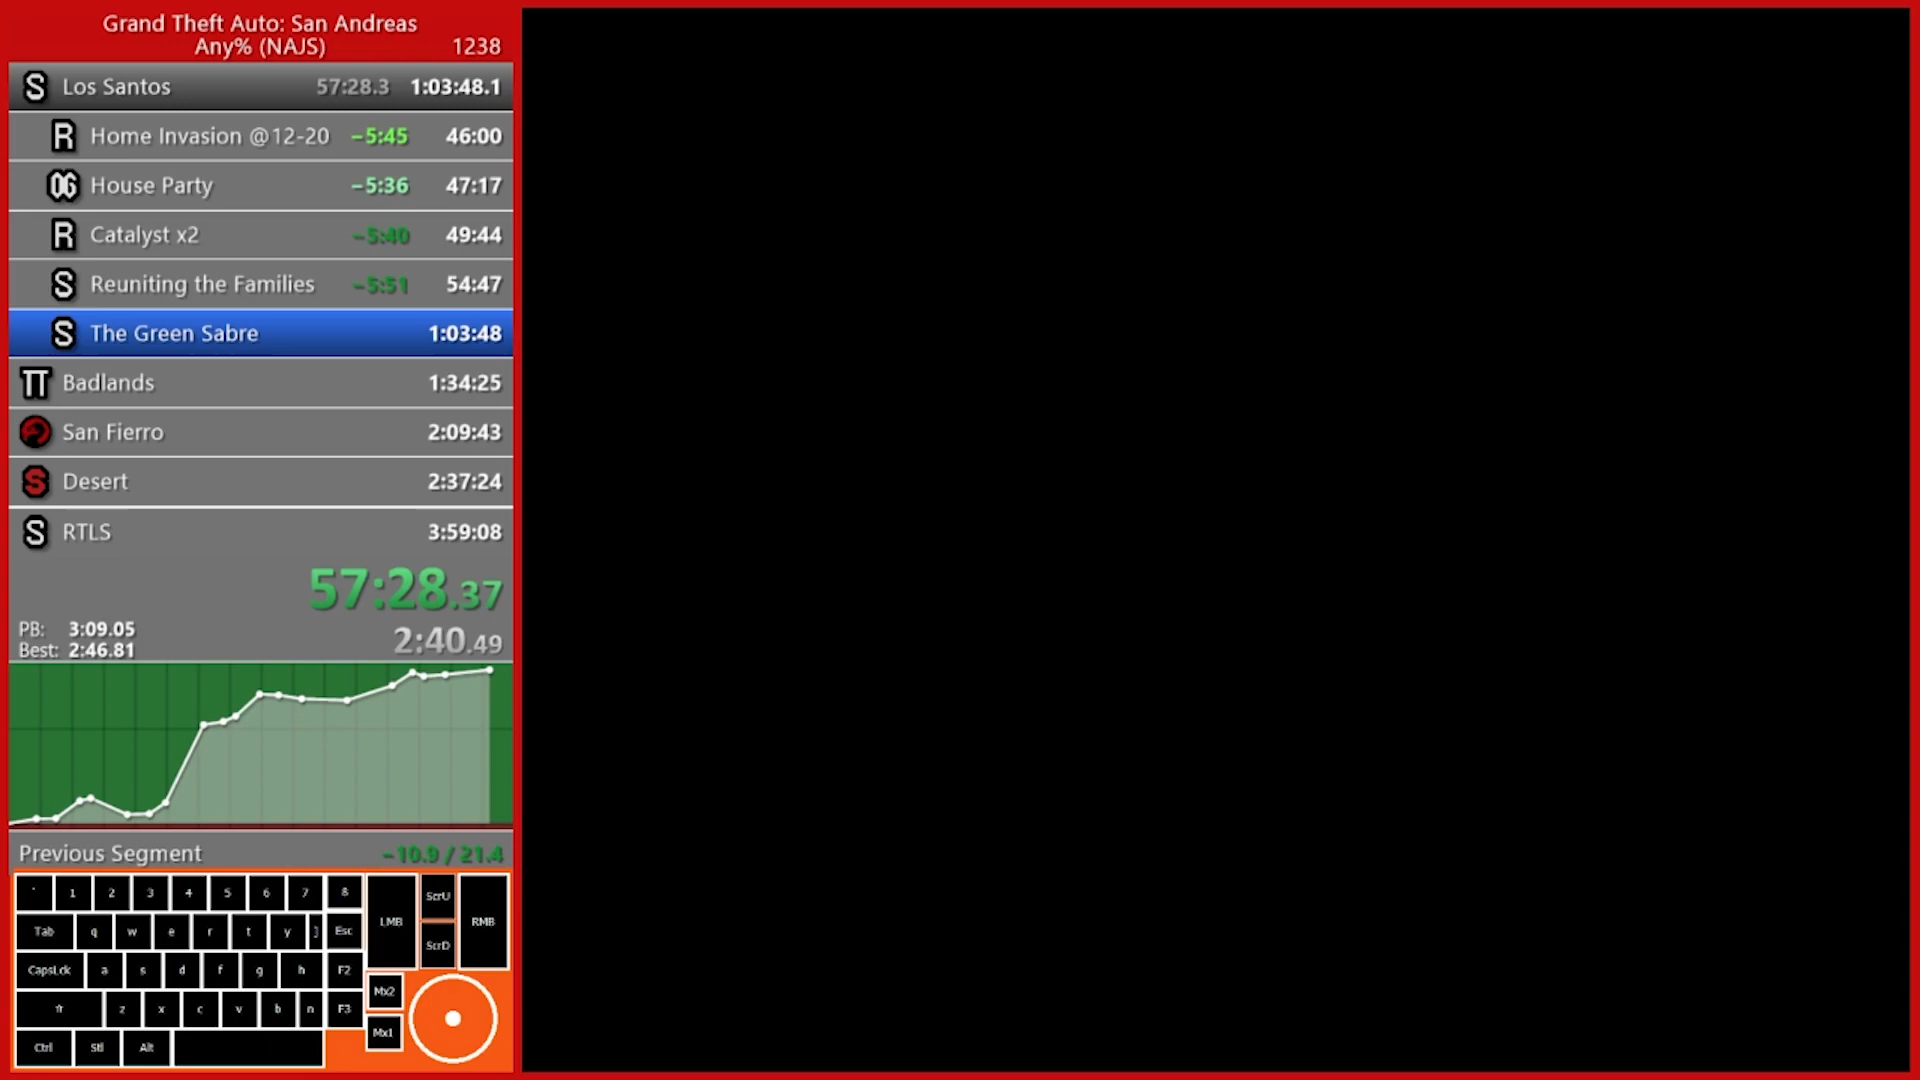 Grand Theft Auto: San Andreas
Any% (NAJS) 1238
S Los Santos 57:28.3 1:03:48.1
R Home Invasion @12-20 −5:45 46:00
OG House Party −5:36 47:17
R Catalyst x2 −5:40 49:44
S Reuniting the Families −5:51 54:47
S The Green Sabre 1:03:48
TT Badlands 1:34:25
San Fierro 2:09:43
S Desert 2:37:24
S RTLS 3:59:08
57:28.37
PB: 3:09.05
Best: 2:46.81
2:40.49
Previous Segment −10.9 / 21.4
` 1 2 3 4 5 6 7 8 LMB ScrU RMB
Tab q w e r t y ] Esc ScrD
CapsLck a s d f g h F2 Mx2
⇑ z x c v b n F3 Mx1
Ctrl Stl Alt